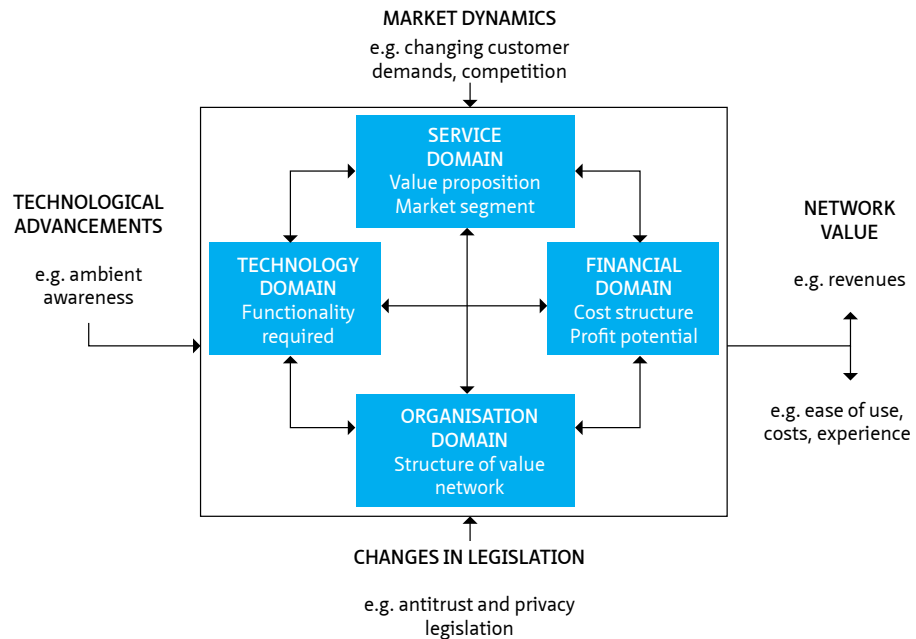 MARKET DYNAMICS
e.g. changing customer
demands, competition
SERVICE
DOMAIN
Value proposition
Market segment
TECHNOLOGICAL
ADVANCEMENTS
e.g. ambient
awareness
TECHNOLOGY
DOMAIN
Functionality
required
FINANCIAL
DOMAIN
Cost structure
Profit potential
NETWORK
VALUE
e.g. revenues
e.g. ease of use,
costs, experience
ORGANISATION
DOMAIN
Structure of value
network
CHANGES IN LEGISLATION
e.g. antitrust and privacy
legislation